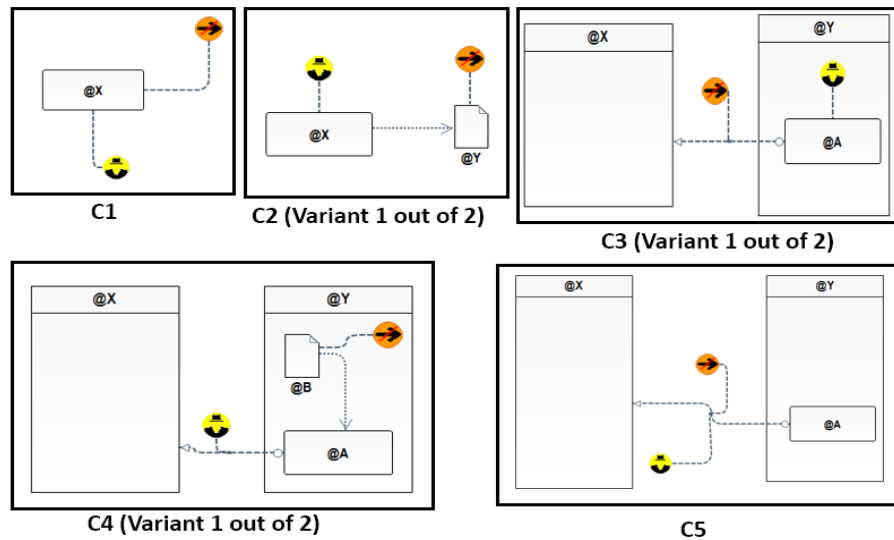 @X
C1
@X
@Y
C2 (Variant 1 out of 2)
@X
@Y
@A
C3 (Variant 1 out of 2)
@X
@Y
@B
@A
C4 (Variant 1 out of 2)
@X
@Y
@A
C5